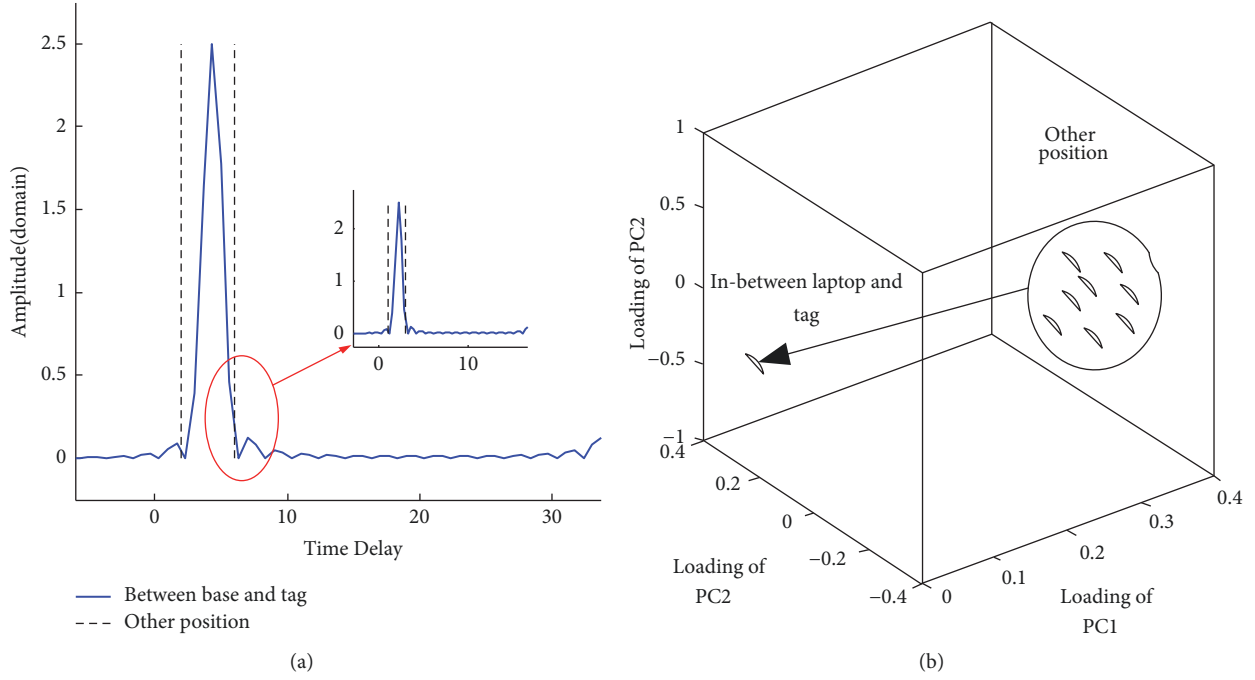 2.5
2
1.5
1
0.5
0
Amplitude(domain)
0
10
20
30
Time Delay
2
1
0
0
10
Between base and tag
Other position
(a)
1
0.5
0
−0.5
−1
Loading of PC2
0.4
0.2
0
−0.2
−0.4
Loading of
PC2
0
0.1
0.2
0.3
0.4
Loading of
PC1
Other
position
In-between laptop and
tag
(b)